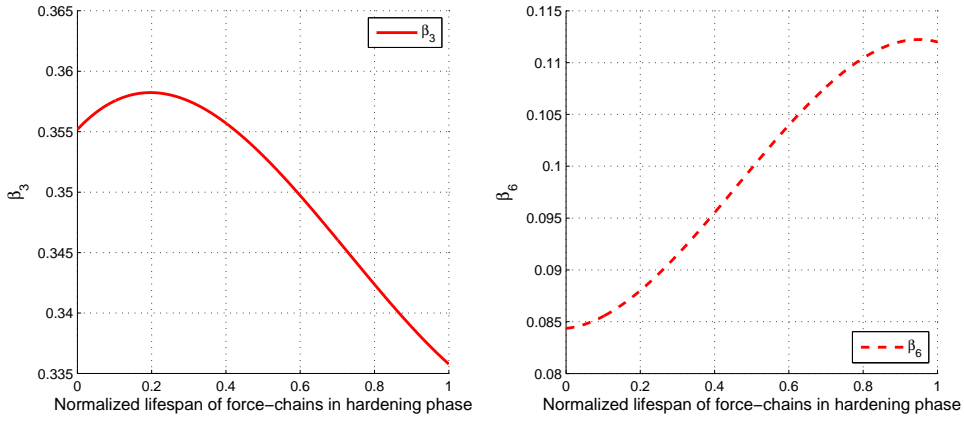 0.365
0.36
0.355
0.35
0.345
0.34
0.335
β3
0 0.2 0.4 0.6 0.8 1
Normalized lifespan of force−chains in hardening phase
β3
0.115
0.11
0.105
0.1
0.095
0.09
0.085
0.08
β6
0 0.2 0.4 0.6 0.8 1
Normalized lifespan of force−chains in hardening phase
β6